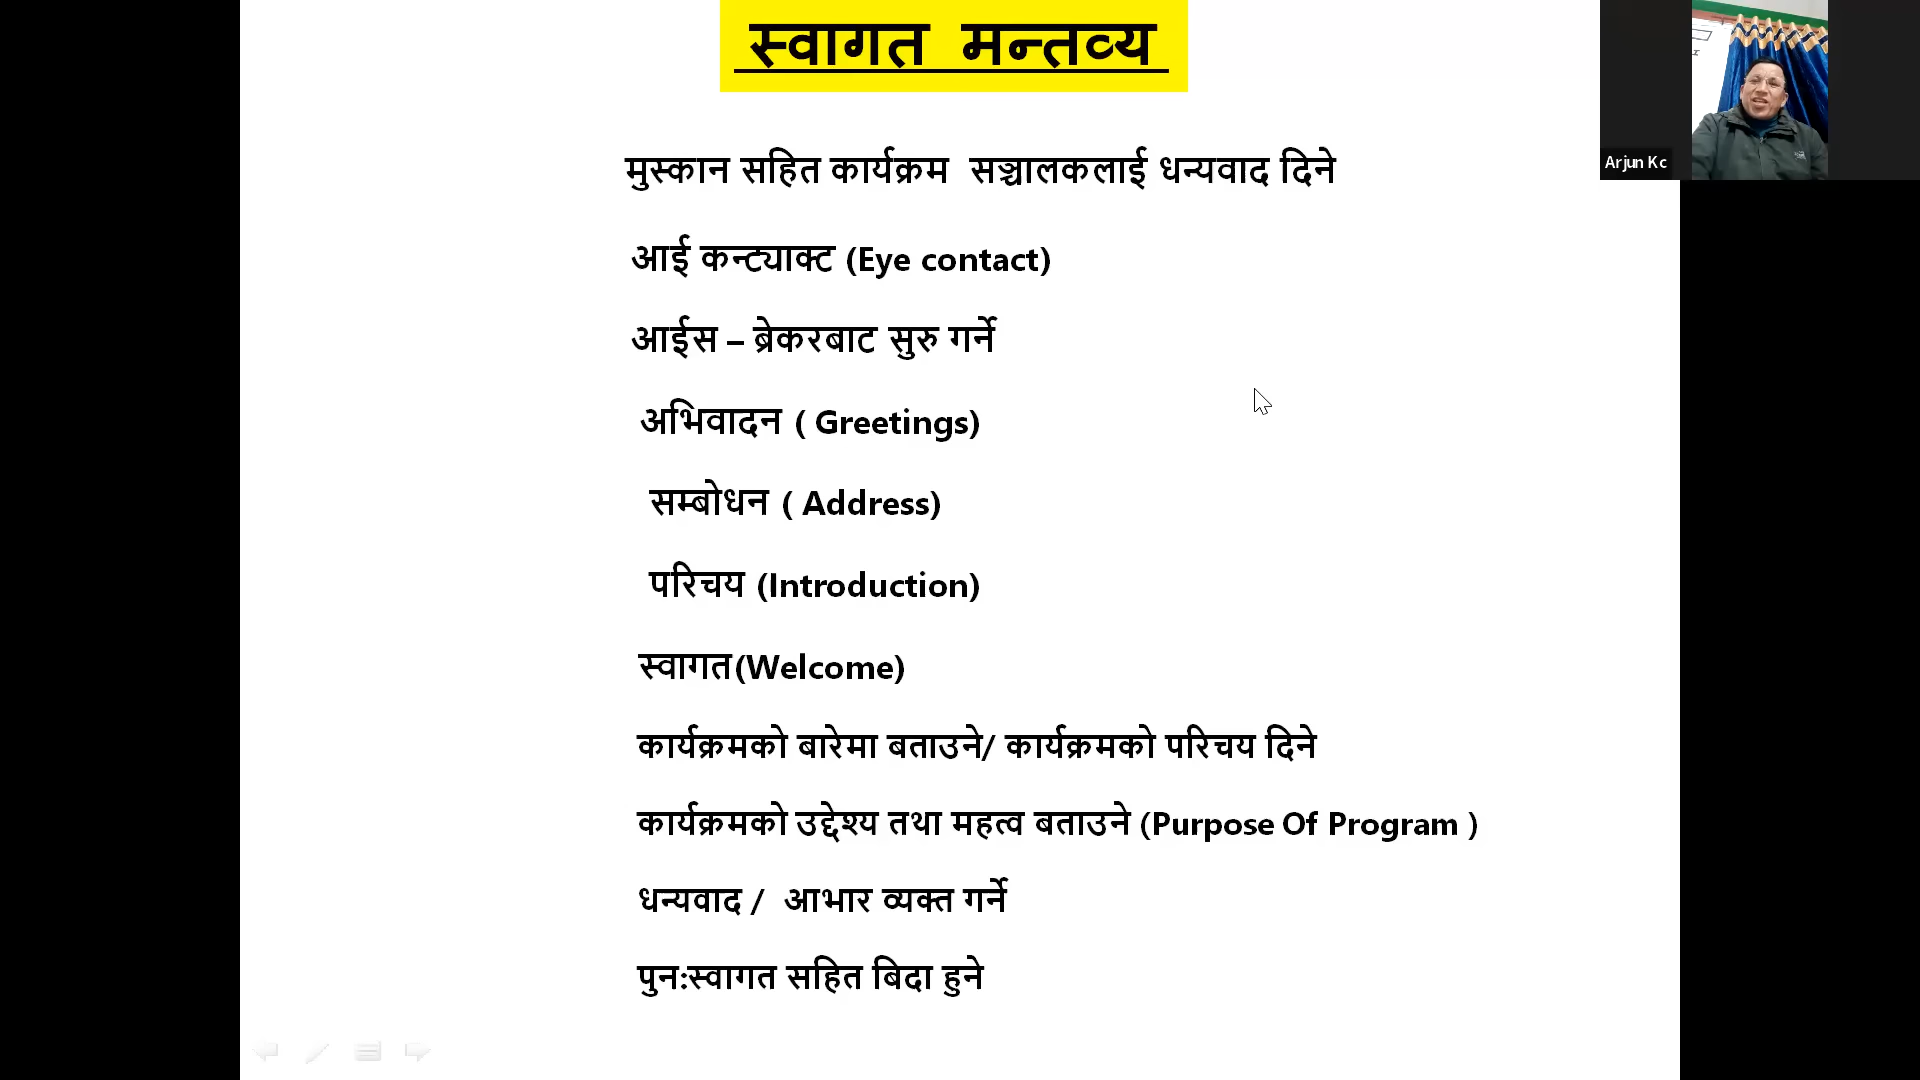 स्वागत मन्तव्य
मुस्कान सहित कार्यक्रम सञ्चालकलाई धन्यवाद दिने
आई कन्ट्याक्ट (Eye contact)
आईस – ब्रेकरबाट सुरु गर्ने
अभिवादन ( Greetings)
सम्बोधन ( Address)
परिचय (Introduction)
स्वागत(Welcome)
कार्यक्रमको बारेमा बताउने/ कार्यक्रमको परिचय दिने
कार्यक्रमको उद्देश्य तथा महत्व बताउने (Purpose Of Program )
धन्यवाद / आभार व्यक्त गर्ने
पुनःस्वागत सहित बिदा हुने
Arjun Kc